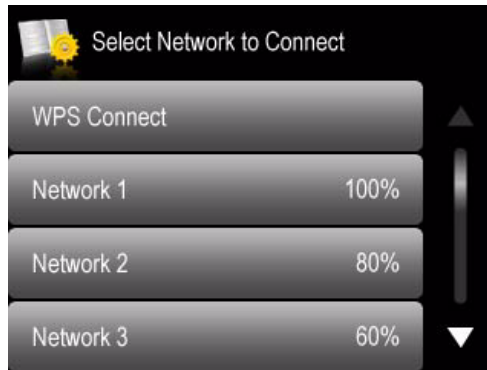 Select Network to Connect
WPS Connect
Network 1 100%
Network 2 80%
Network 3 60%